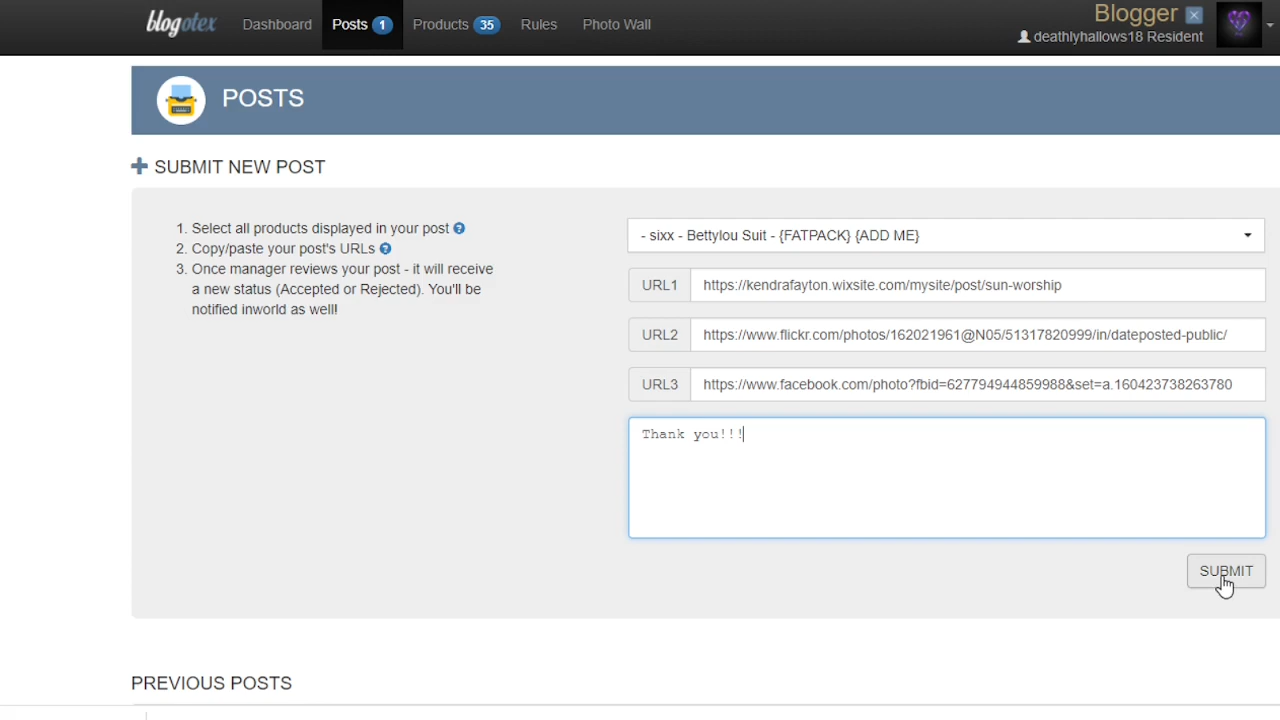 blogotex Dashboard Posts 1 Products 35 Rules Photo Wall
Blogger
deathlyhallows18 Resident
POSTS
SUBMIT NEW POST
1. Select all products displayed in your post ?
2. Copy/paste your post's URLs ?
3. Once manager reviews your post - it will receive
a new status (Accepted or Rejected). You'll be
notified inworld as well!
- sixx - Bettylou Suit - {FATPACK} {ADD ME}
URL1 https://kendrafayton.wixsite.com/mysite/post/sun-worship
URL2 https://www.flickr.com/photos/162021961@N05/51317820999/in/dateposted-public/
URL3 https://www.facebook.com/photo?fbid=627794944859988&set=a.160423738263780
Thank you!!!
SUBMIT
PREVIOUS POSTS